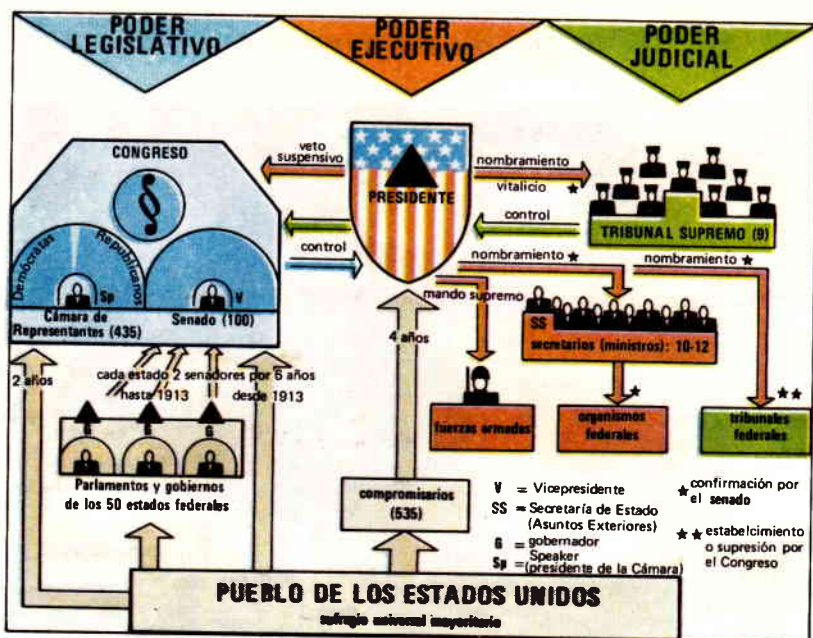 PODER
LEGISLATIVO
PODER
EJECUTIVO
PODER
JUDICIAL
CONGRESO
§
Demócratas
Republicanos
Sp
V
Cámara de
Representantes (435)
Senado (100)
veto
suspensivo
control
PRESIDENTE
nombramiento
vitalicio ★
control
TRIBUNAL SUPREMO (9)
nombramiento ★
nombramiento ★
mando supremo
SS
secretarios (ministros): 10-12
2 años
cada estado 2 senadores por 6 años
hasta 1913
desde 1913
4 años
G
G
G
Parlamentos y gobiernos
de los 50 estados federales
★
★★
fuerzas armadas
organismos
federales
tribunales
federales
compromisarios
(535)
V = Vicepresidente
SS = Secretaría de Estado
(Asuntos Exteriores)
G = gobernador
Sp = Speaker
(presidente de la Cámara)
★ confirmación por
el senado
★★ estabelcimiento
o supresión por
el Congreso
PUEBLO DE LOS ESTADOS UNIDOS
sufragio universal mayoritario